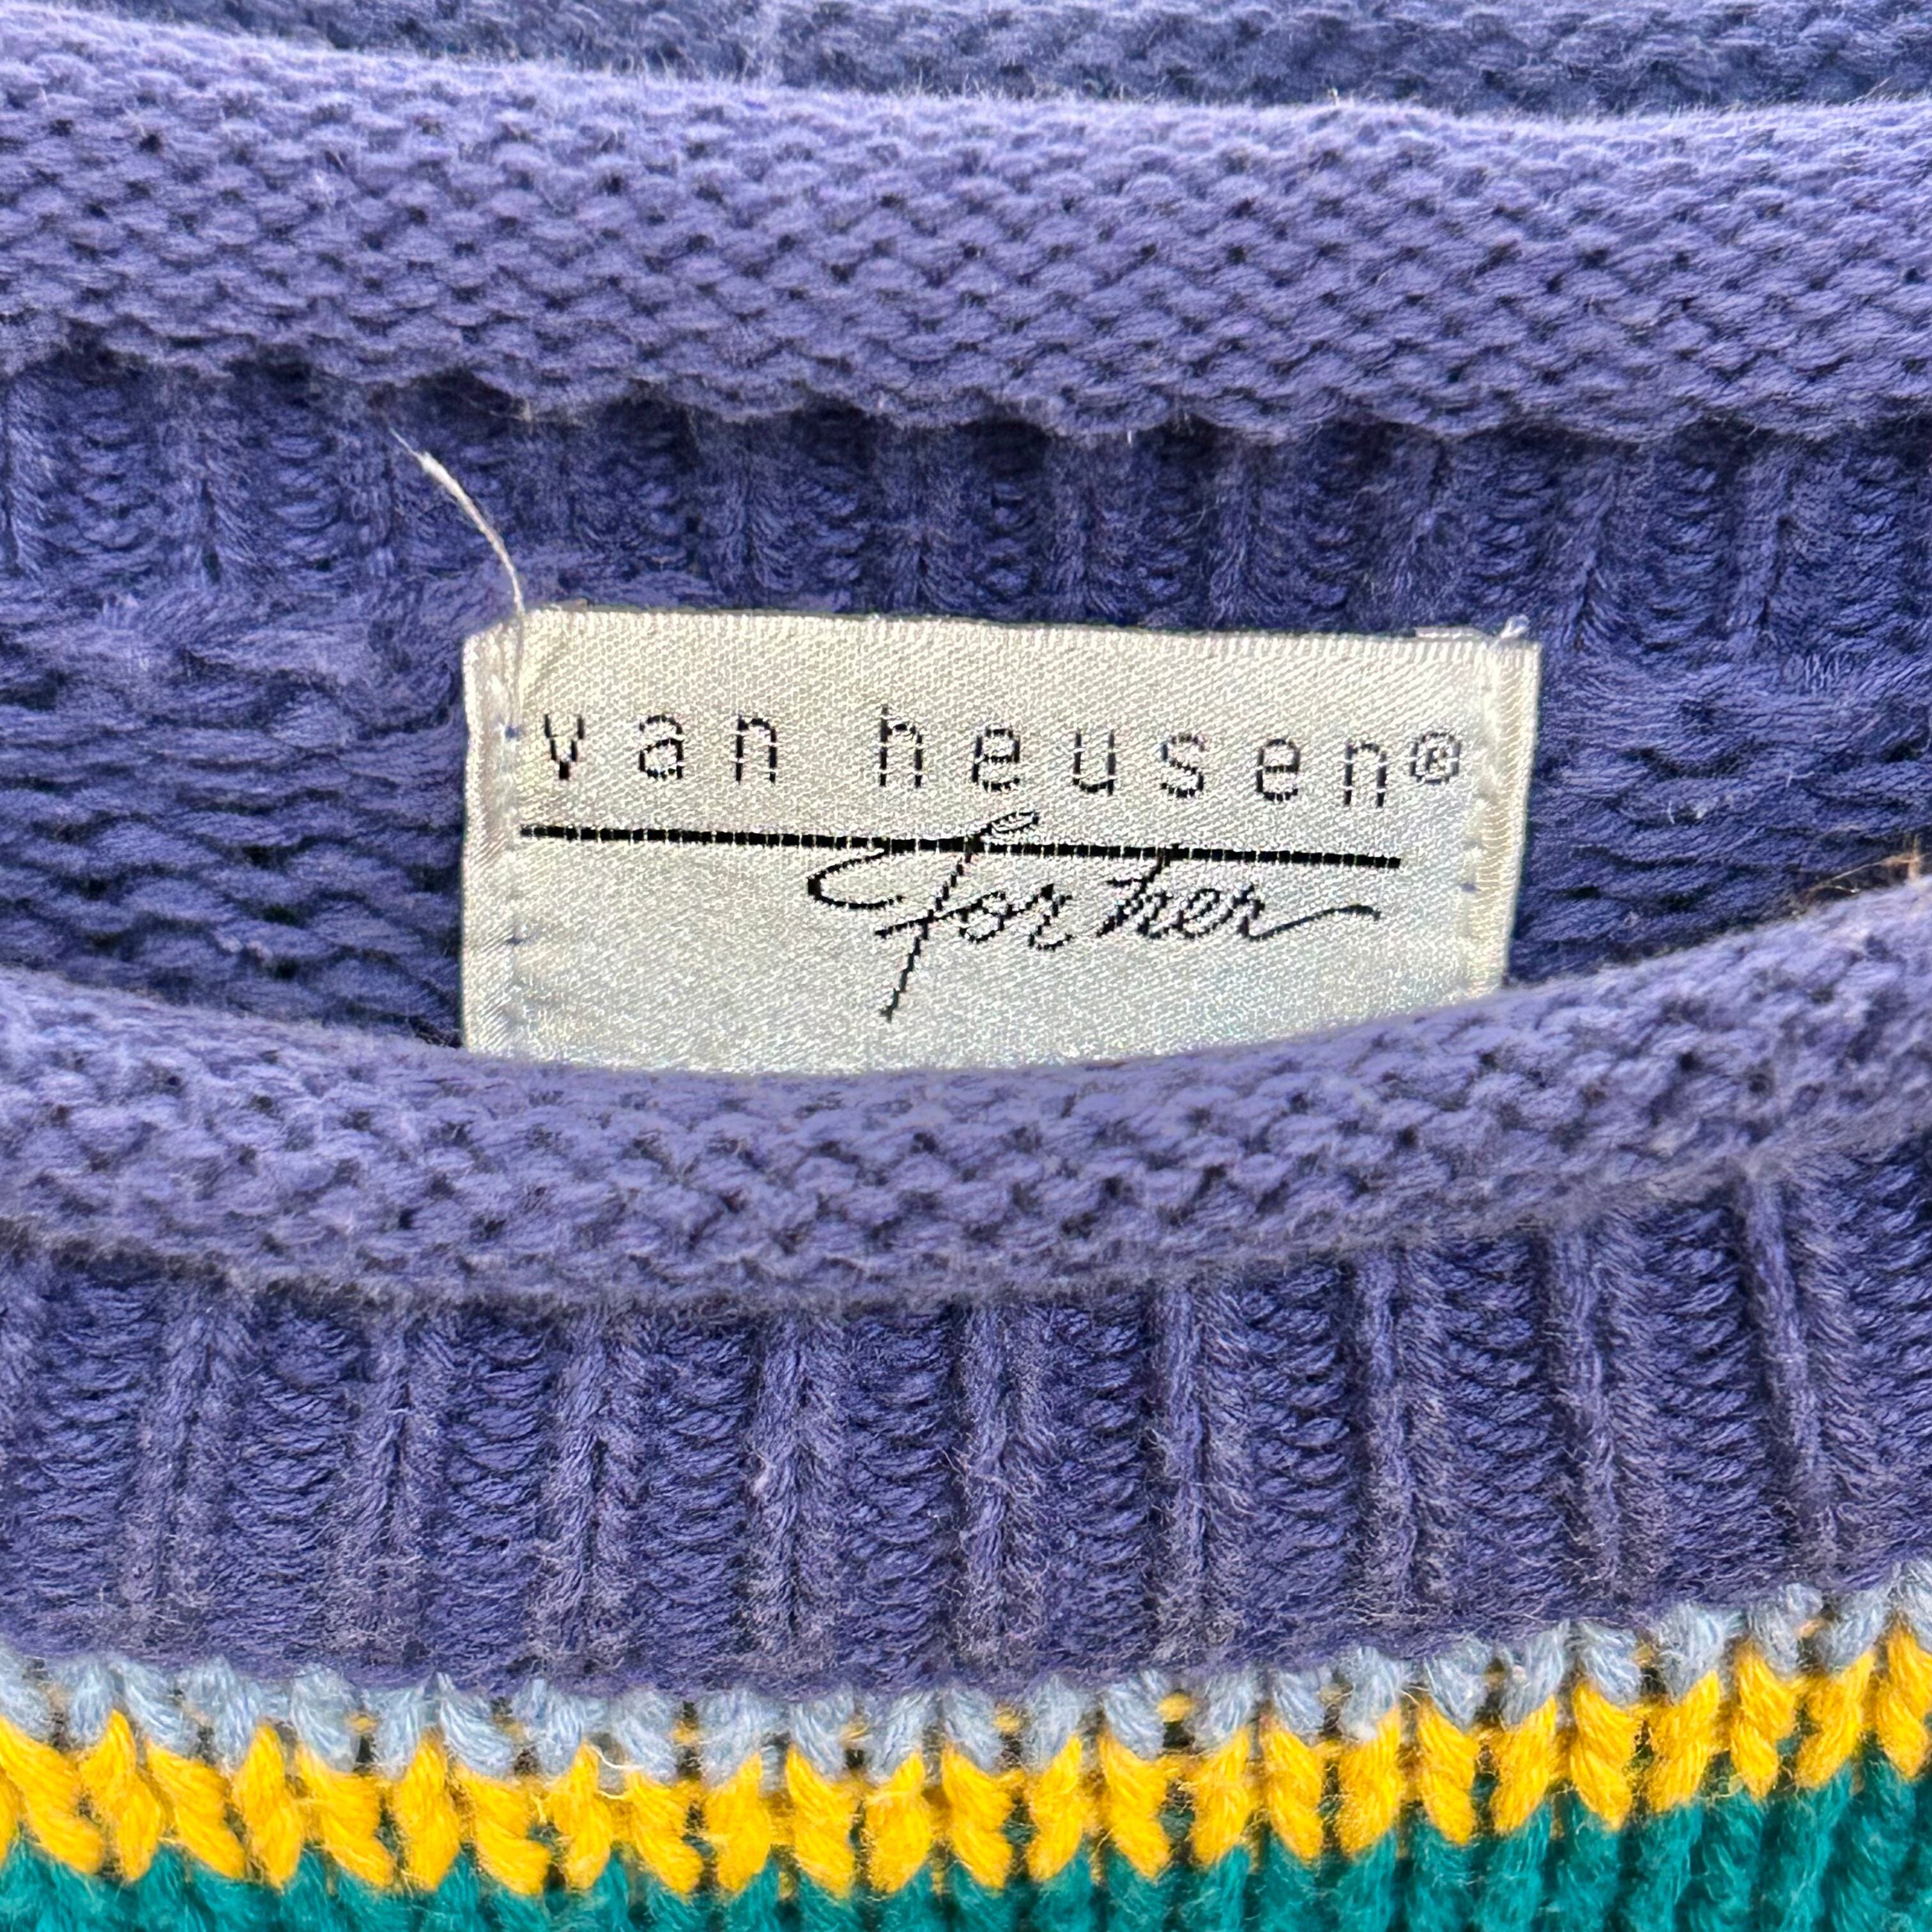 van heusen®
for her